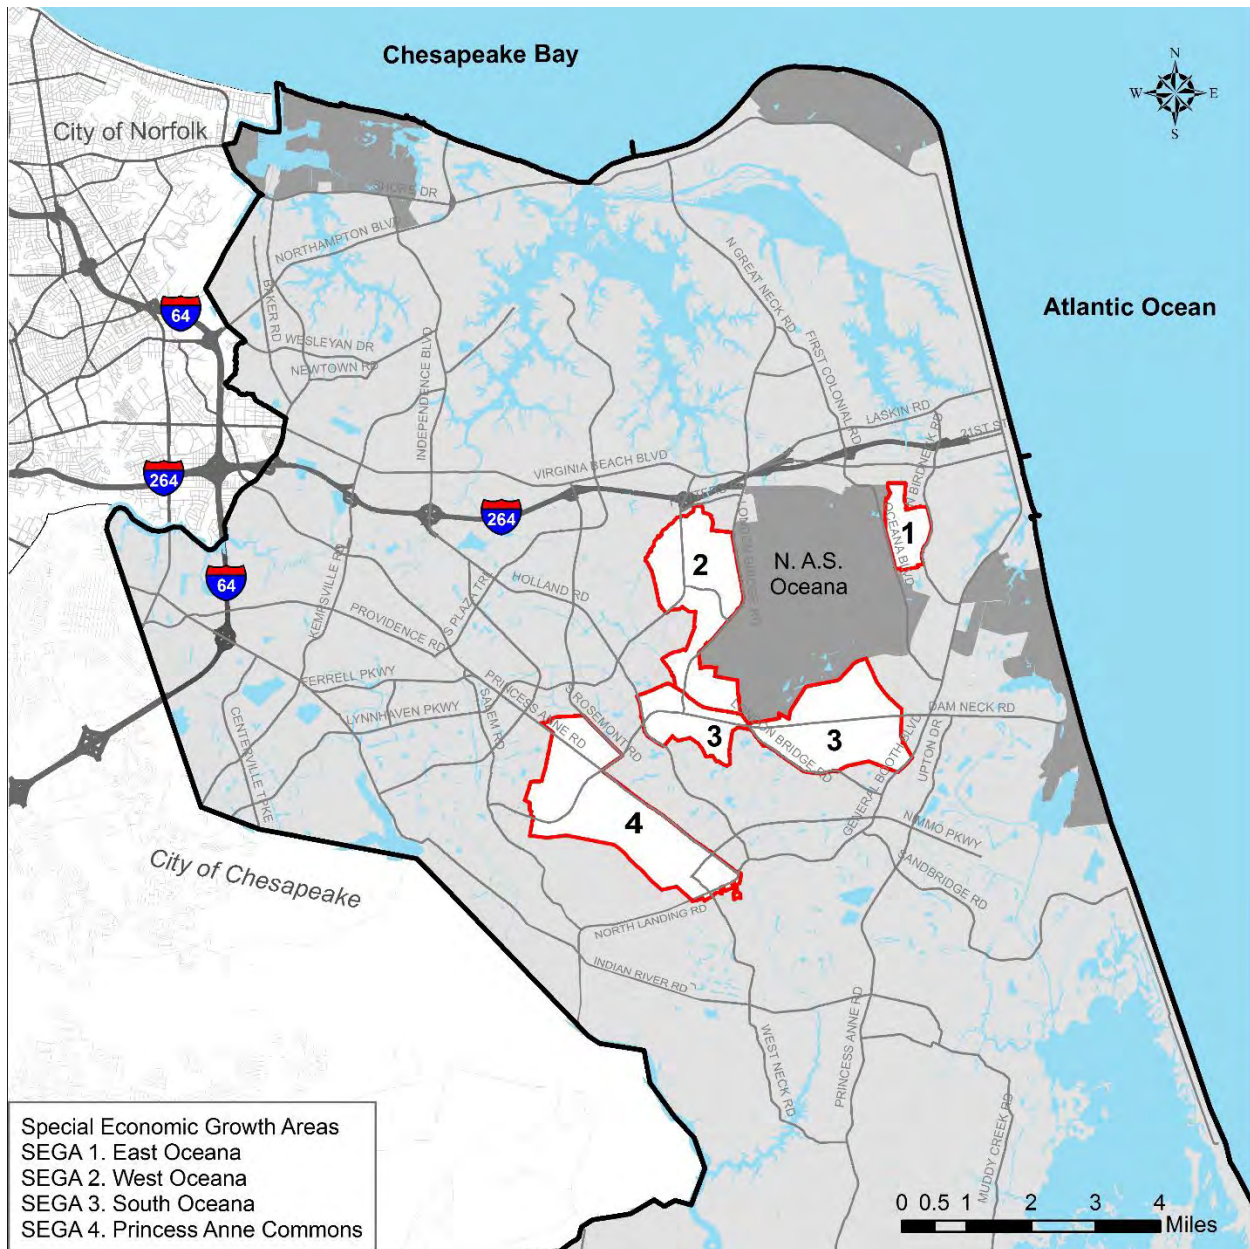 Chesapeake Bay
N
W E
S
City of Norfolk
SHORE DR
NORTHAMPTON BLVD
N GREAT NECK RD
BAKER RD
Atlantic Ocean
64
WESLEYAN DR
NEWTOWN RD
INDEPENDENCE BLVD
FIRST COLONIAL RD
LASKIN RD
21ST ST
N BIRDNECK RD
VIRGINIA BEACH BLVD
264
264
OCEANA BLVD
1
2
N. A.S.
Oceana
64
KEMPSVILLE RD
S PLAZA TRL
HOLLAND RD
PROVIDENCE RD
FERRELL PKWY
PRINCESS ANNE RD
LYNNHAVEN PKWY
SALEM RD
S ROSEMONT RD
CENTERVILLE TPKE
3
LONDON BRIDGE RD
3
DAM NECK RD
UPTON DR
GENERAL BOOTH BLVD
4
NIMMO PKWY
SANDBRIDGE RD
City of Chesapeake
NORTH LANDING RD
INDIAN RIVER RD
WEST NECK RD
PRINCESS ANNE RD
MUDDY CREEK RD
Special Economic Growth Areas
SEGA 1. East Oceana
SEGA 2. West Oceana
SEGA 3. South Oceana
SEGA 4. Princess Anne Commons
0 0.5 1 2 3 4
Miles